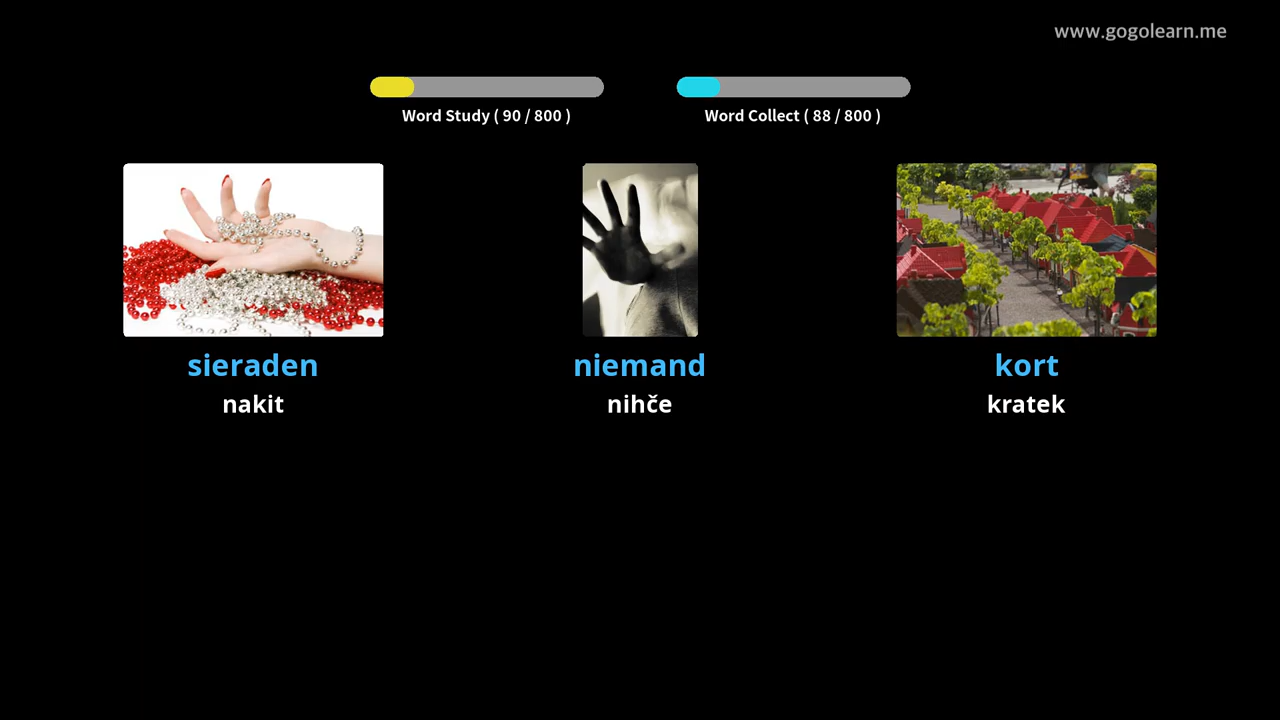 www.gogolearn.me
Word Study ( 90 / 800 )
Word Collect ( 88 / 800 )
sieraden
nakit
niemand
nihče
kort
kratek